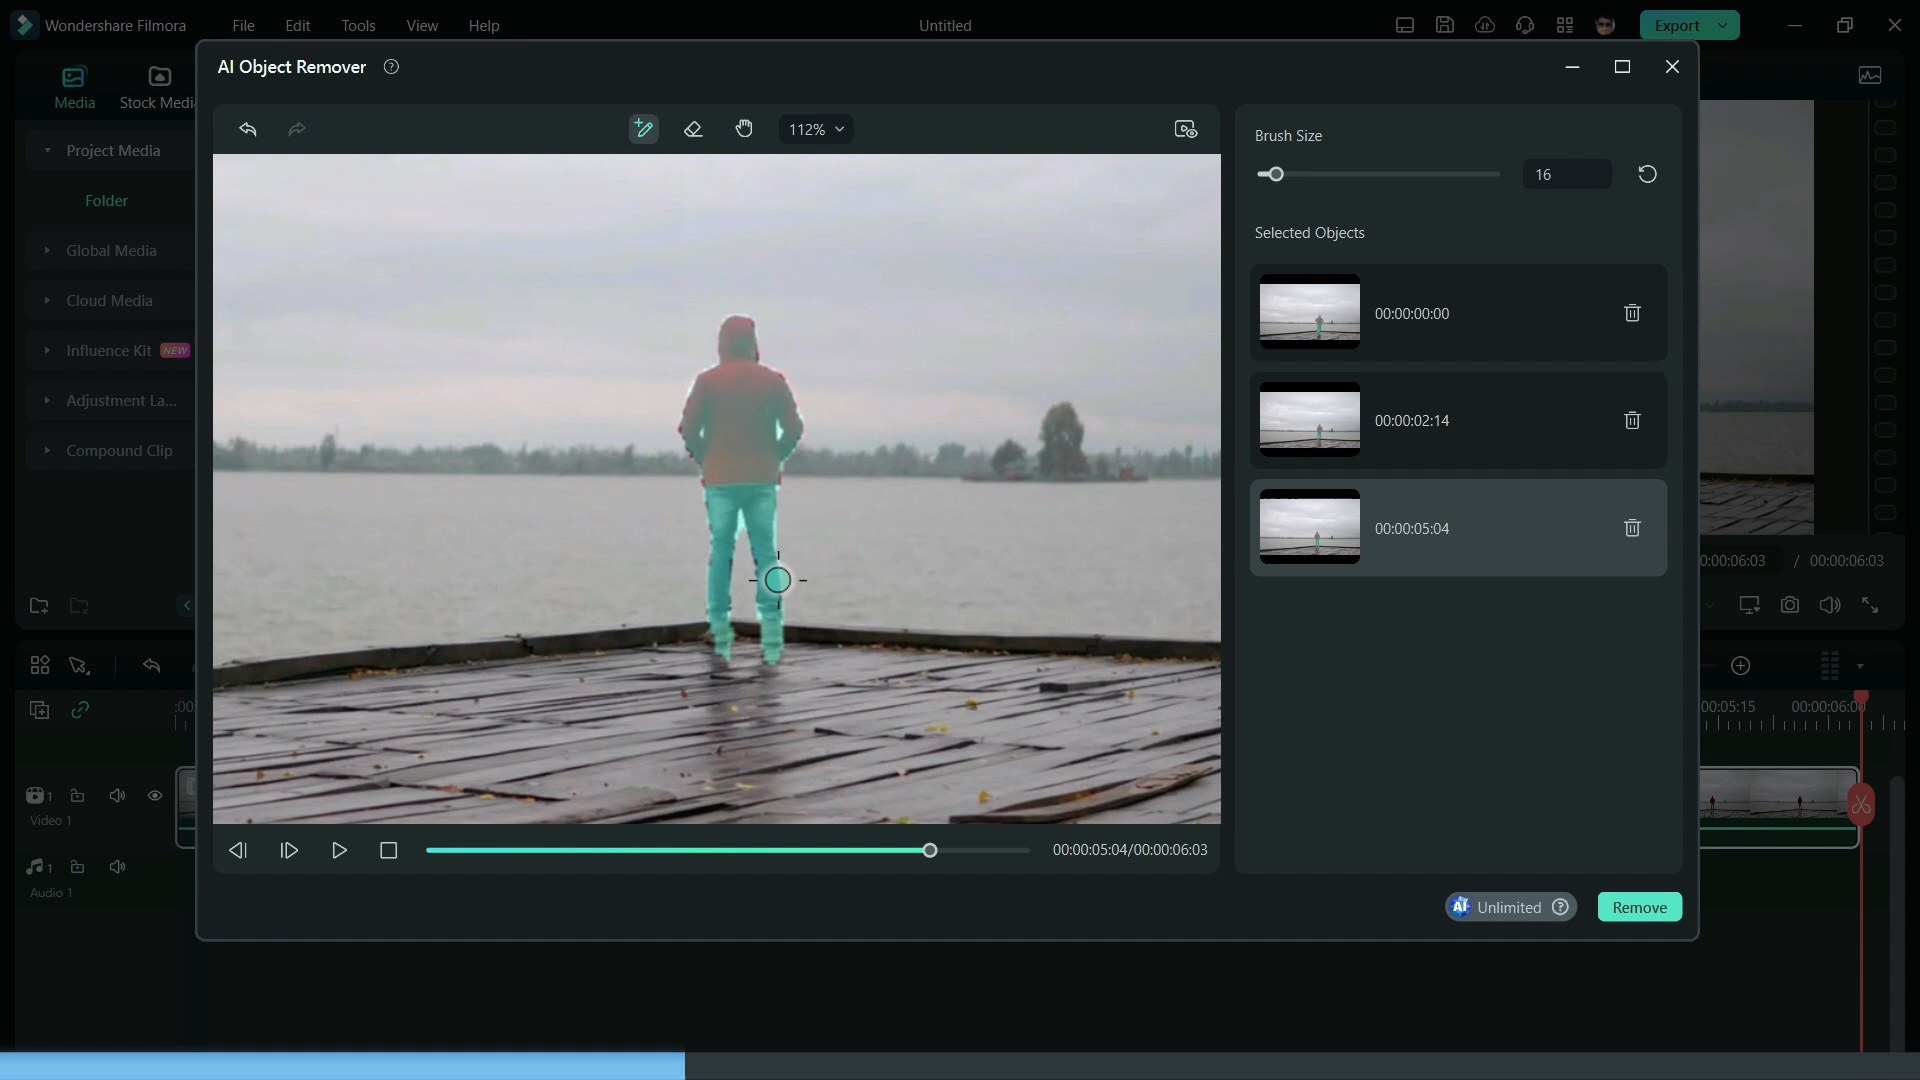 Wondershare Filmora File Edit Tools View Help Untitled Export
AI Object Remover
Media Stock Medi
Project Media
Folder
Global Media
Cloud Media
Influence Kit NEW
Adjustment La...
Compound Clip
112%
Brush Size
16
Selected Objects
00:00:00:00
00:00:02:14
00:00:05:04
0:00:06:03 / 00:00:06:03
:00
00:05:15 00:00:06:00
1
Video 1
1
Audio 1
00:00:05:04/00:00:06:03
AI Unlimited
Remove